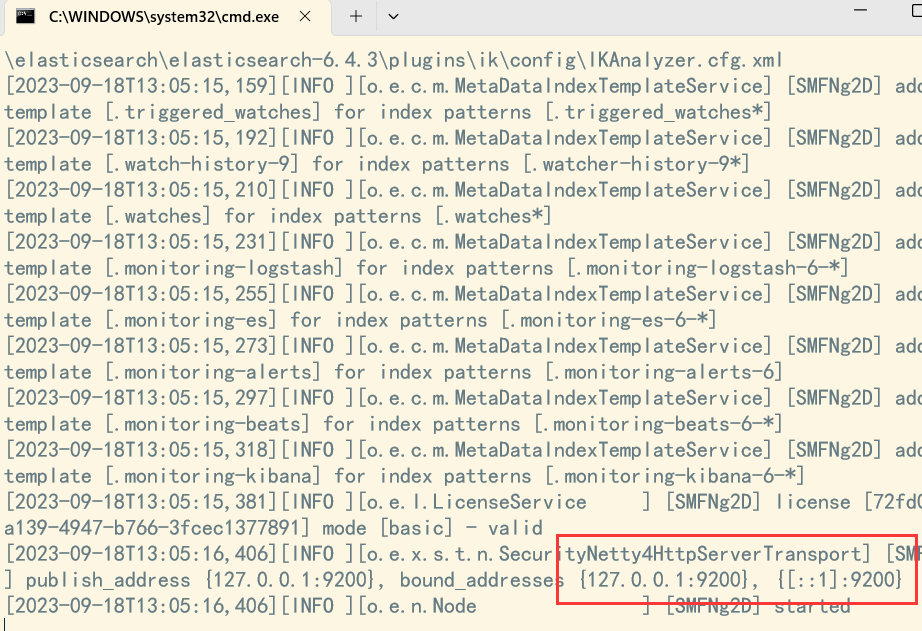 C:\WINDOWS\system32\cmd.exe
\elasticsearch\elasticsearch-6.4.3\plugins\ik\config\IKAnalyzer.cfg.xml
[2023-09-18T13:05:15,159][INFO ][o.e.c.m.MetaDataIndexTemplateService] [SMFNg2D] add
template [.triggered_watches] for index patterns [.triggered_watches*]
[2023-09-18T13:05:15,192][INFO ][o.e.c.m.MetaDataIndexTemplateService] [SMFNg2D] add
template [.watch-history-9] for index patterns [.watcher-history-9*]
[2023-09-18T13:05:15,210][INFO ][o.e.c.m.MetaDataIndexTemplateService] [SMFNg2D] add
template [.watches] for index patterns [.watches*]
[2023-09-18T13:05:15,231][INFO ][o.e.c.m.MetaDataIndexTemplateService] [SMFNg2D] add
template [.monitoring-logstash] for index patterns [.monitoring-logstash-6-*]
[2023-09-18T13:05:15,255][INFO ][o.e.c.m.MetaDataIndexTemplateService] [SMFNg2D] add
template [.monitoring-es] for index patterns [.monitoring-es-6-*]
[2023-09-18T13:05:15,273][INFO ][o.e.c.m.MetaDataIndexTemplateService] [SMFNg2D] add
template [.monitoring-alerts] for index patterns [.monitoring-alerts-6]
[2023-09-18T13:05:15,297][INFO ][o.e.c.m.MetaDataIndexTemplateService] [SMFNg2D] add
template [.monitoring-beats] for index patterns [.monitoring-beats-6-*]
[2023-09-18T13:05:15,318][INFO ][o.e.c.m.MetaDataIndexTemplateService] [SMFNg2D] add
template [.monitoring-kibana] for index patterns [.monitoring-kibana-6-*]
[2023-09-18T13:05:15,381][INFO ][o.e.l.LicenseService     ] [SMFNg2D] license [72fd0
a139-4947-b766-3fcec1377891] mode [basic] - valid
[2023-09-18T13:05:16,406][INFO ][o.e.x.s.t.n.SecurityNetty4HttpServerTransport] [SMF
] publish_address {127.0.0.1:9200}, bound_addresses {127.0.0.1:9200}, {[::1]:9200}
[2023-09-18T13:05:16,406][INFO ][o.e.n.Node               ] [SMFNg2D] started